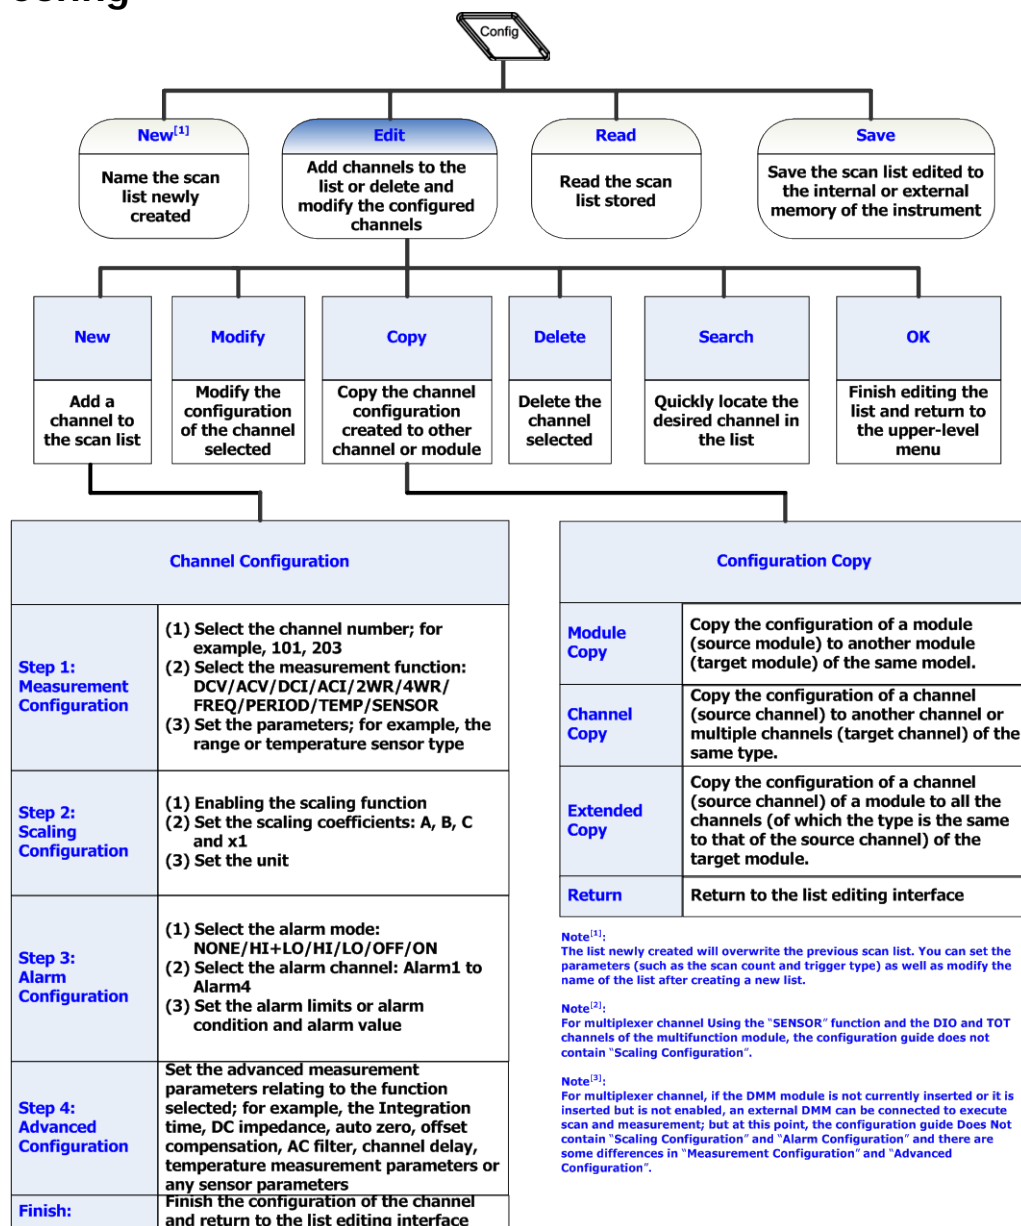 Config
New[1]
Name the scan
list newly
created
Edit
Add channels to the
list or delete and
modify the configured
channels
Read
Read the scan
list stored
Save
Save the scan list edited to
the internal or external
memory of the instrument
New
Add a
channel to
the scan list
Modify
Modify the
configuration
of the channel
selected
Copy
Copy the channel
configuration
created to other
channel or module
Delete
Delete the
channel
selected
Search
Quickly locate the
desired channel in
the list
OK
Finish editing the
list and return to
the upper-level
menu
Channel Configuration
Step 1:
Measurement
Configuration
(1) Select the channel number; for
example, 101, 203
(2) Select the measurement function:
DCV/ACV/DCI/ACI/2WR/4WR/
FREQ/PERIOD/TEMP/SENSOR
(3) Set the parameters; for example, the
range or temperature sensor type
Step 2:
Scaling
Configuration
(1) Enabling the scaling function
(2) Set the scaling coefficients: A, B, C
and x1
(3) Set the unit
Step 3:
Alarm
Configuration
(1) Select the alarm mode:
NONE/HI+LO/HI/LO/OFF/ON
(2) Select the alarm channel: Alarm1 to
Alarm4
(3) Set the alarm limits or alarm
condition and alarm value
Step 4:
Advanced
Configuration
Set the advanced measurement
parameters relating to the function
selected; for example, the Integration
time, DC impedance, auto zero, offset
compensation, AC filter, channel delay,
temperature measurement parameters or
any sensor parameters
Finish:
Finish the configuration of the channel
and return to the list editing interface
Configuration Copy
Module
Copy
Copy the configuration of a module
(source module) to another module
(target module) of the same model.
Channel
Copy
Copy the configuration of a channel
(source channel) to another channel or
multiple channels (target channel) of the
same type.
Extended
Copy
Copy the configuration of a channel
(source channel) of a module to all the
channels (of which the type is the same
to that of the source channel) of the
target module.
Return
Return to the list editing interface
Note[1]:
The list newly created will overwrite the previous scan list. You can set the
parameters (such as the scan count and trigger type) as well as modify the
name of the list after creating a new list.
Note[2]:
For multiplexer channel Using the "SENSOR" function and the DIO and TOT
channels of the multifunction module, the configuration guide does not
contain "Scaling Configuration".
Note[3]:
For multiplexer channel, if the DMM module is not currently inserted or it is
inserted but is not enabled, an external DMM can be connected to execute
scan and measurement; but at this point, the configuration guide Does Not
contain "Scaling Configuration" and "Alarm Configuration" and there are
some differences in "Measurement Configuration" and "Advanced
Configuration".